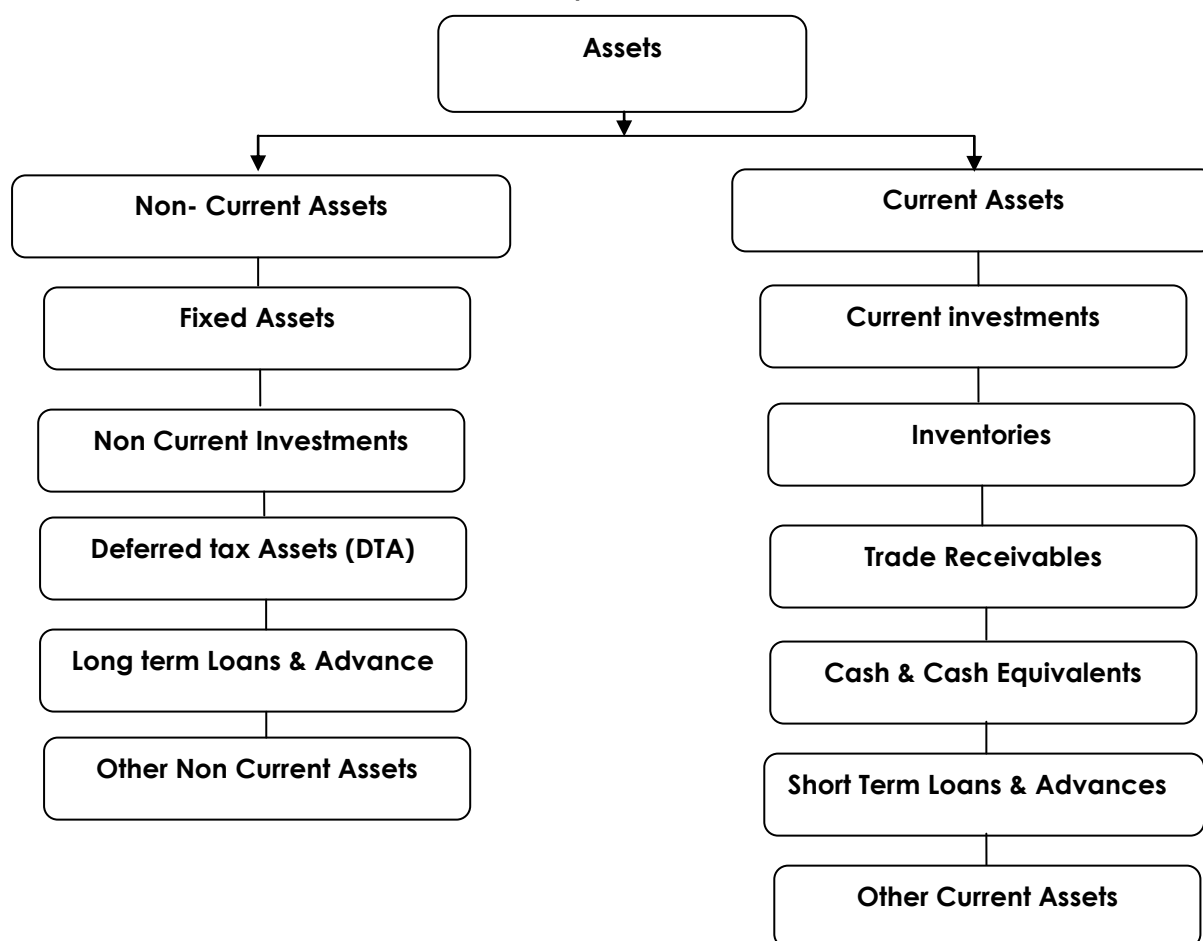 Assets
Non- Current Assets
Fixed Assets
Non Current Investments
Deferred tax Assets (DTA)
Long term Loans & Advance
Other Non Current Assets
Current Assets
Current investments
Inventories
Trade Receivables
Cash & Cash Equivalents
Short Term Loans & Advances
Other Current Assets